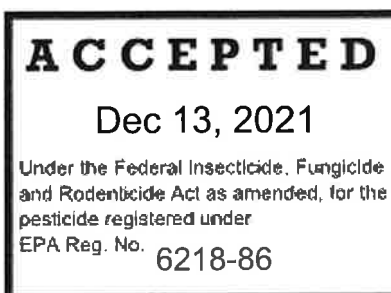 ACCEPTED
Dec 13, 2021
Under the Federal Insecticide, Fungicide
and Rodenticide Act as amended, for the
pesticide registered under
EPA Reg. No. 6218-86